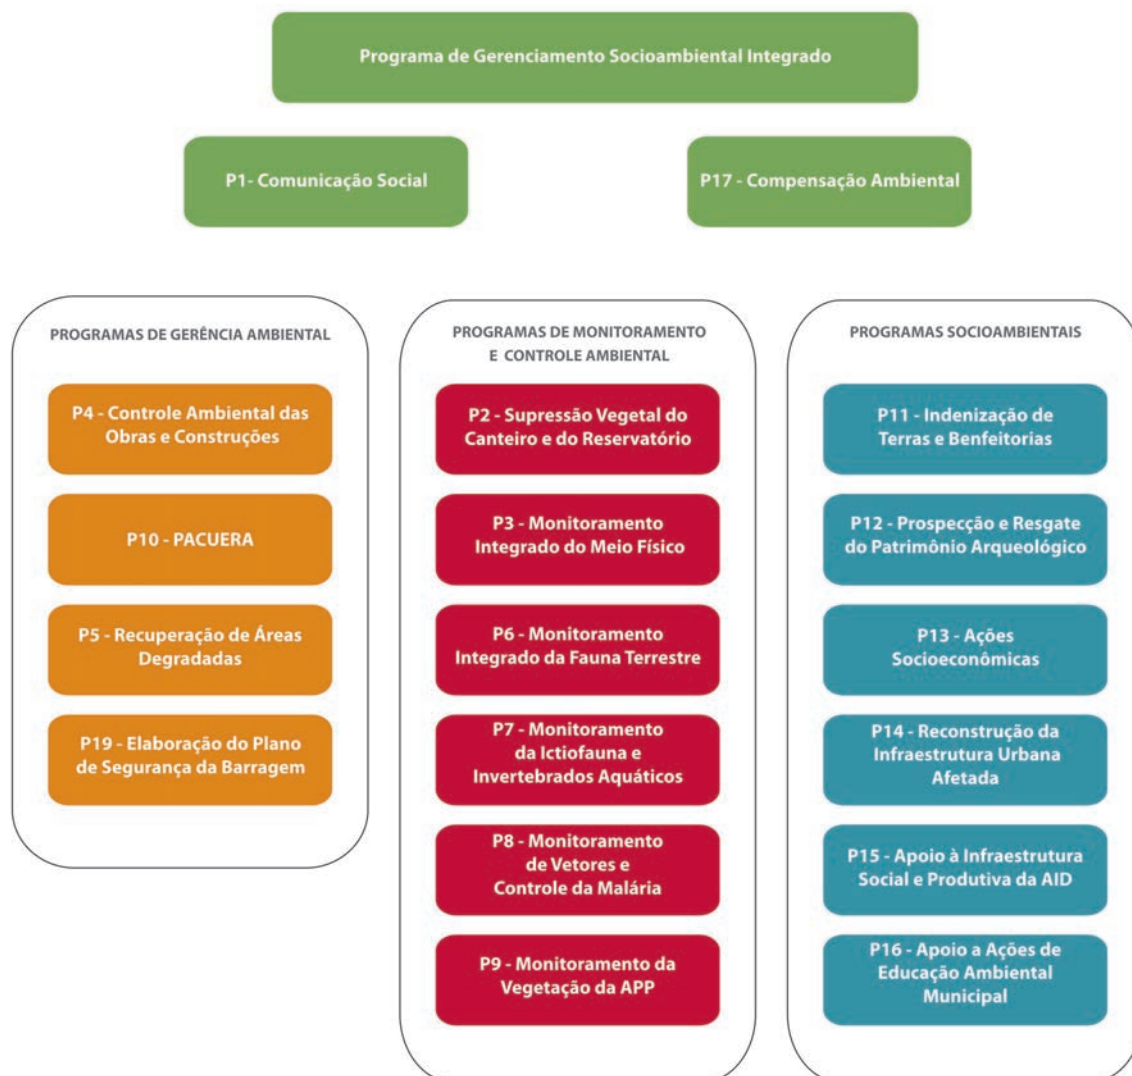 Programa de Gerenciamento Socioambiental Integrado
P1- Comunicação Social
P17 - Compensação Ambiental
PROGRAMAS DE GERÊNCIA AMBIENTAL
P4 - Controle Ambiental das
Obras e Construções
P10 - PACUERA
P5 - Recuperação de Áreas
Degradadas
P19 - Elaboração do Plano
de Segurança da Barragem
PROGRAMAS DE MONITORAMENTO
E CONTROLE AMBIENTAL
P2 - Supressão Vegetal do
Canteiro e do Reservatório
P3 - Monitoramento
Integrado do Meio Físico
P6 - Monitoramento
Integrado da Fauna Terrestre
P7 - Monitoramento
da Ictiofauna e
Invertebrados Aquáticos
P8 - Monitoramento
de Vetores e
Controle da Malária
P9 - Monitoramento da
Vegetação da APP
PROGRAMAS SOCIOAMBIENTAIS
P11 - Indenização de
Terras e Benfeitorias
P12 - Prospecção e Resgate
do Patrimônio Arqueológico
P13 - Ações
Socioeconômicas
P14 - Reconstrução da
Infraestrutura Urbana
Afetada
P15 - Apoio à Infraestrutura
Social e Produtiva da AID
P16 - Apoio a Ações de
Educação Ambiental
Municipal